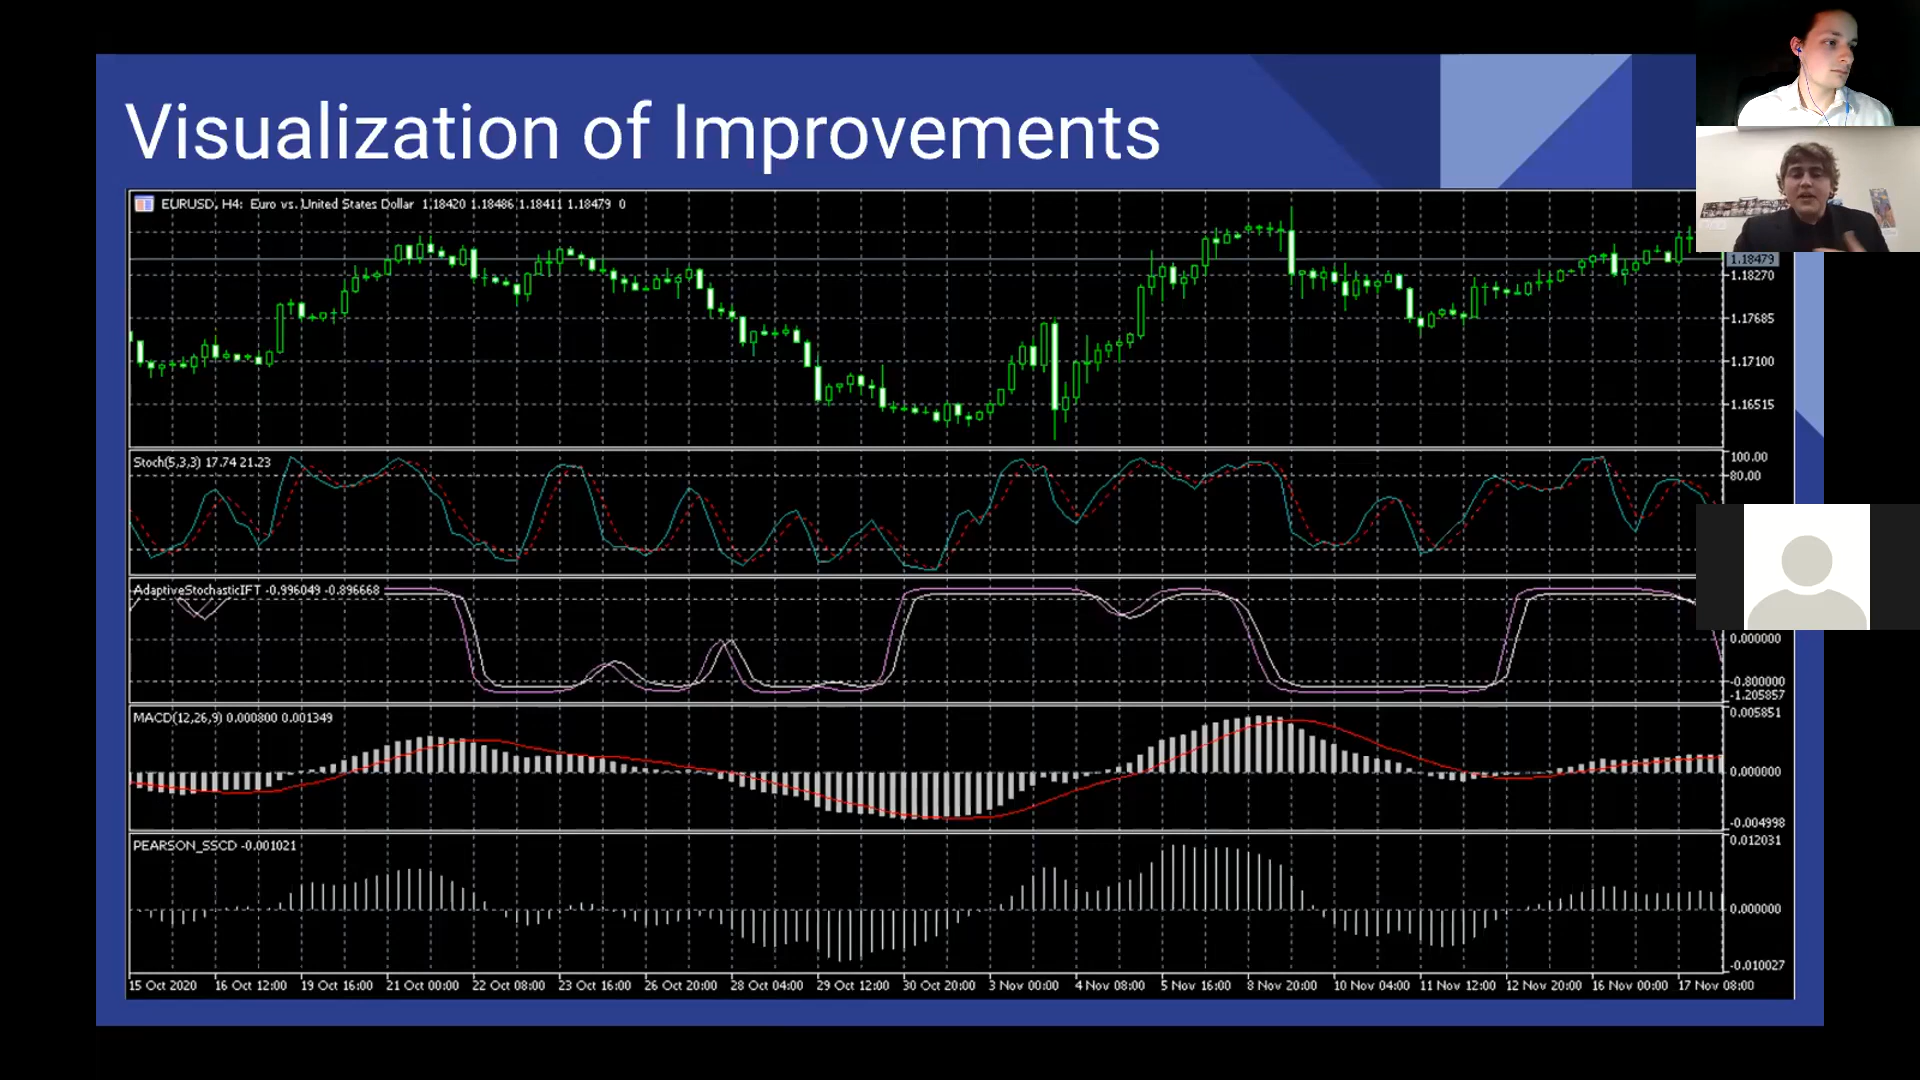 Visualization of Improvements
EURUSD, H4: Euro vs. United States Dollar 1.18420 1.18486 1.18411 1.18479 0
1.18479
1.18270
1.17685
1.17100
1.16515
Stoch(5,3,3) 17.74 21.23
100.00
80.00
AdaptiveStochasticIFT -0.996049 -0.896668
0.000000
-0.800000
-1.205857
MACD(12,26,9) 0.000800 0.001349
0.005851
0.000000
-0.004998
PEARSON_SSCD -0.001021
0.012031
0.000000
-0.010027
15 Oct 2020 16 Oct 12:00 19 Oct 16:00 21 Oct 00:00 22 Oct 08:00 23 Oct 16:00 26 Oct 20:00 28 Oct 04:00 29 Oct 12:00 30 Oct 20:00 3 Nov 00:00 4 Nov 08:00 5 Nov 16:00 8 Nov 20:00 10 Nov 04:00 11 Nov 12:00 12 Nov 20:00 16 Nov 00:00 17 Nov 08:00